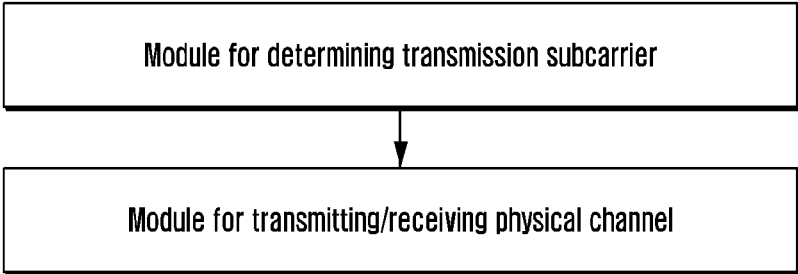 Module for determining transmission subcarrier
Module for transmitting/receiving physical channel